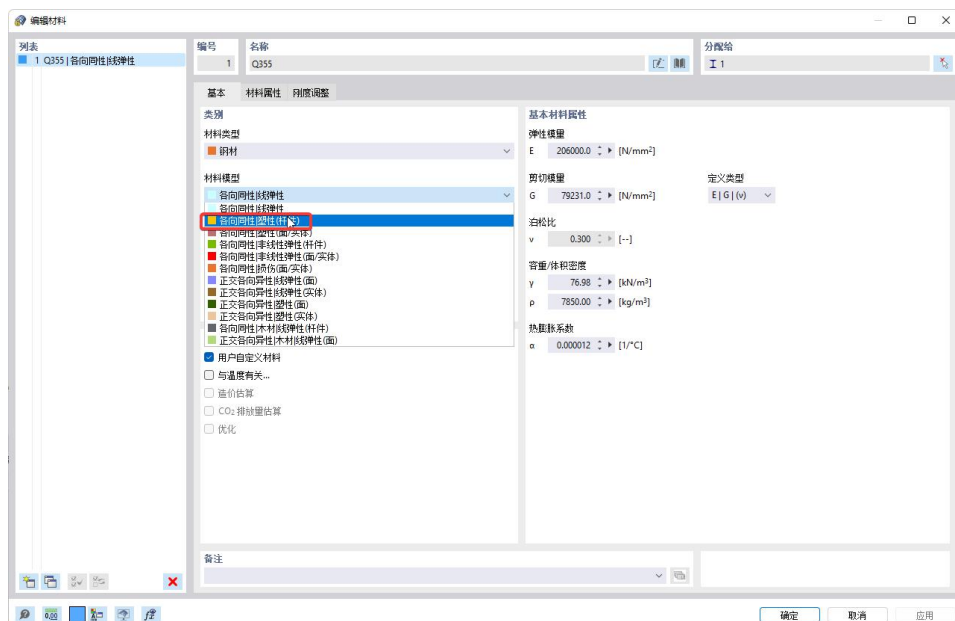 编辑材料
列表
1 Q355 | 各向同性|线弹性
编号
1
名称
Q355
分配给
I 1
基本 材料属性 刚度调整
类别
材料类型
钢材
材料模型
各向同性|线弹性
各向同性|线弹性
各向同性|塑性(杆件)
各向同性|塑性(面/实体)
各向同性|非线性弹性(杆件)
各向同性|非线性弹性(面/实体)
各向同性|损伤(面/实体)
正交各向异性|线弹性(面)
正交各向异性|线弹性(实体)
正交各向异性|塑性(面)
正交各向异性|塑性(实体)
各向同性|木材|线弹性(杆件)
正交各向异性|木材|线弹性(面)
用户自定义材料
与温度有关...
造价估算
CO₂ 排放量估算
优化
基本材料属性
弹性模量
E 206000.0 [N/mm²]
剪切模量 定义类型
G 79231.0 [N/mm²] E | G | (ν)
泊松比
ν 0.300 [--]
容重/体积密度
γ 76.98 [kN/m³]
ρ 7850.00 [kg/m³]
热膨胀系数
α 0.000012 [1/°C]
备注
0,00
确定 取消 应用